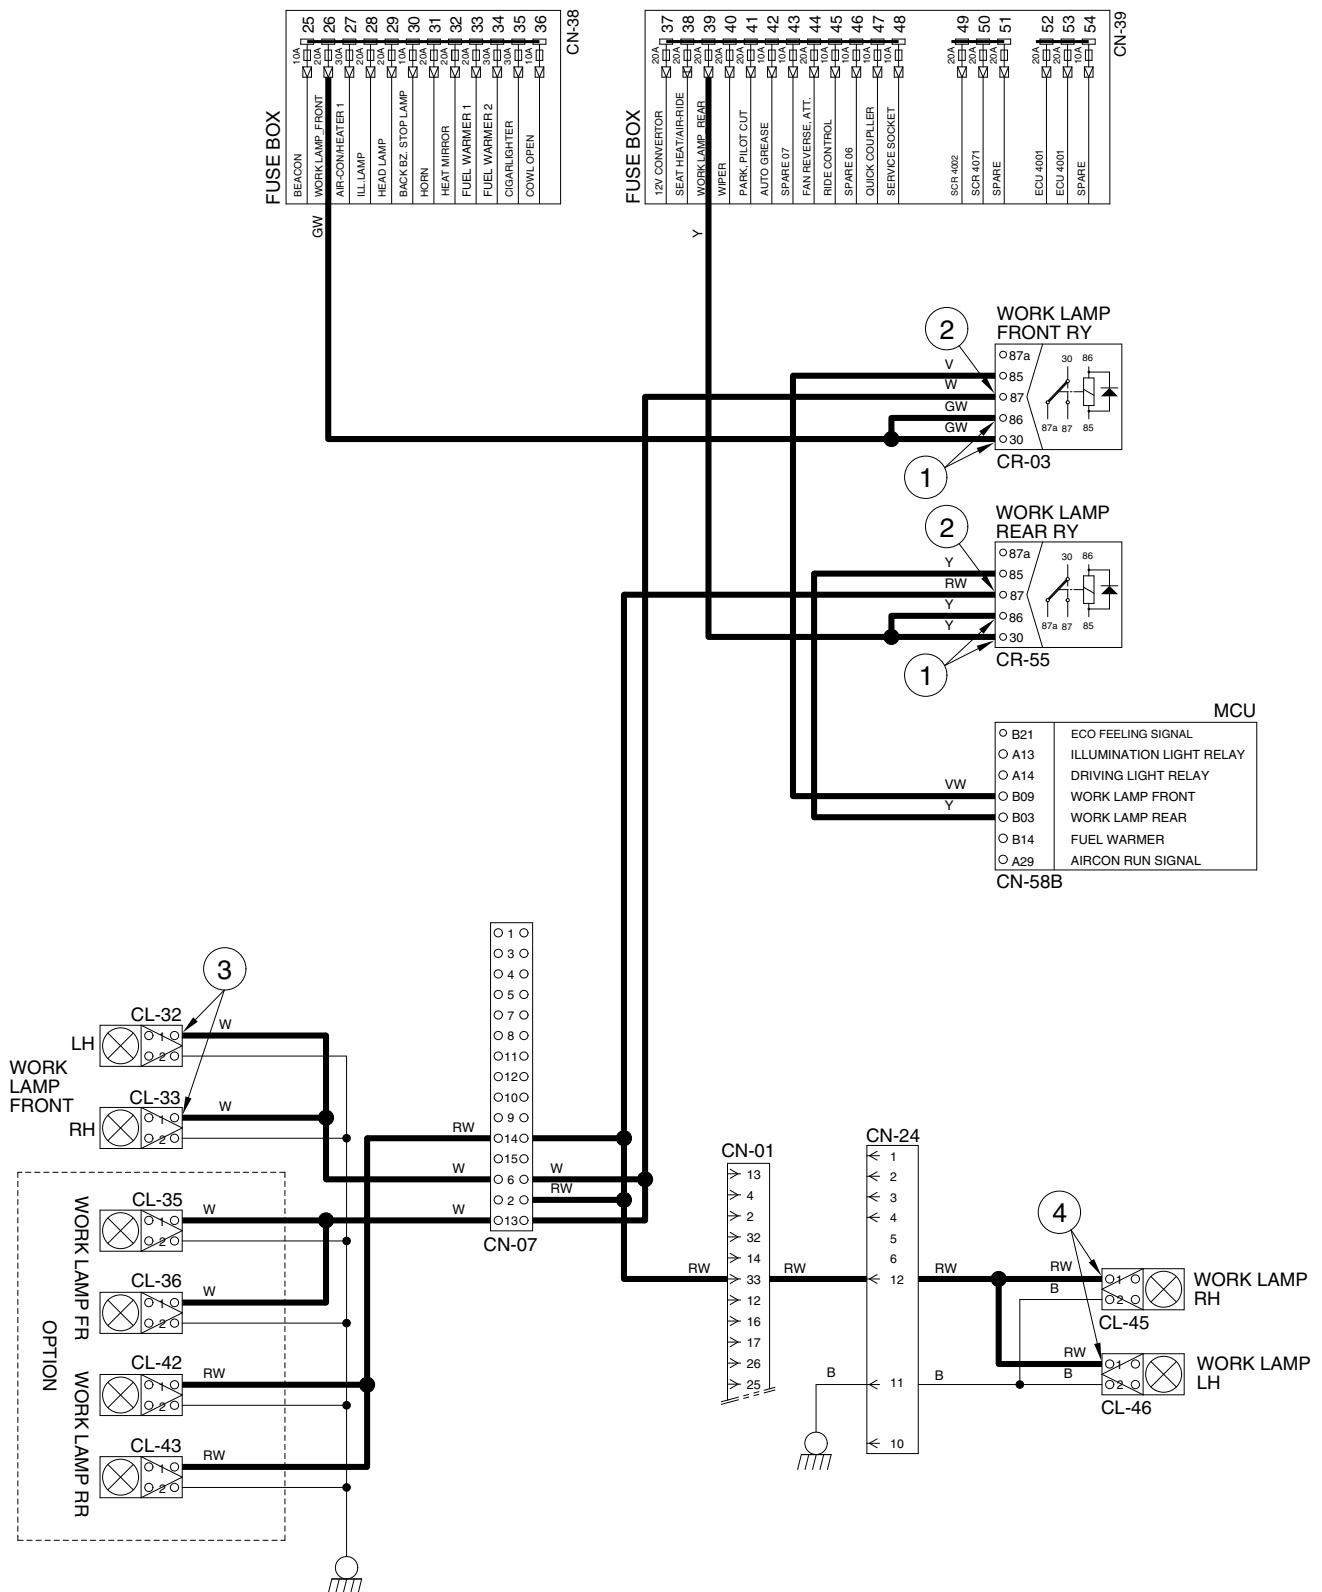 FUSE BOX
CN-38
25 26 27 28 29 30 31 32 33 34 35 36
10A 20A 30A 20A 20A 10A 20A 20A 20A 30A 30A 10A
BEACON
WORK LAMP_FRONT
AIR-CON/HEATER 1
ILL.LAMP
HEAD LAMP
BACK BZ. STOP LAMP
HORN
HEAT MIRROR
FUEL WARMER 1
FUEL WARMER 2
CIGARLIGHTER
COWL OPEN
GW
FUSE BOX
CN-39
37 38 39 40 41 42 43 44 45 46 47 48 49 50 51 52 53 54
20A 20A 20A 20A 20A 10A 10A 20A 10A 10A 10A 10A 20A 20A 20A 20A 20A 10A
12V CONVERTOR
SEAT HEAT/AIR-RIDE
WORK LAMP_REAR
WIPER
PARK, PILOT CUT
AUTO GREASE
SPARE 07
FAN REVERSE, ATT.
RIDE CONTROL
SPARE 06
QUICK COUPLLER
SERVICE SOCKET
SCR 4002
SCR 4071
SPARE
ECU 4001
ECU 4001
SPARE
Y
WORK LAMP
FRONT RY
2
87a
V 85
W 87
GW 86
GW 30
30 86
87a 87 85
1
CR-03
WORK LAMP
REAR RY
2
87a
Y 85
RW 87
Y 86
Y 30
30 86
87a 87 85
1
CR-55
MCU
B21 ECO FEELING SIGNAL
A13 ILLUMINATION LIGHT RELAY
A14 DRIVING LIGHT RELAY
VW B09 WORK LAMP FRONT
Y B03 WORK LAMP REAR
B14 FUEL WARMER
A29 AIRCON RUN SIGNAL
CN-58B
1
3
4
5
7
8
11
12
10
9
RW 14
15
W 6 W
2 RW
W 13
CN-07
3
WORK
LAMP
FRONT
LH
CL-32
1 W
2
RH
CL-33
1 W
2
OPTION
WORK LAMP FR
CL-35
1 W
2
CL-36
1 W
2
WORK LAMP RR
CL-42
1 RW
2
CL-43
1 RW
2
CN-01
13
4
2
32
14
RW 33 RW
12
16
17
26
25
CN-24
1
2
3
4
5
6
12 RW
B 11 B
10
4
RW 1
B 2
CL-45
WORK LAMP
RH
RW 1
B 2
CL-46
WORK LAMP
LH